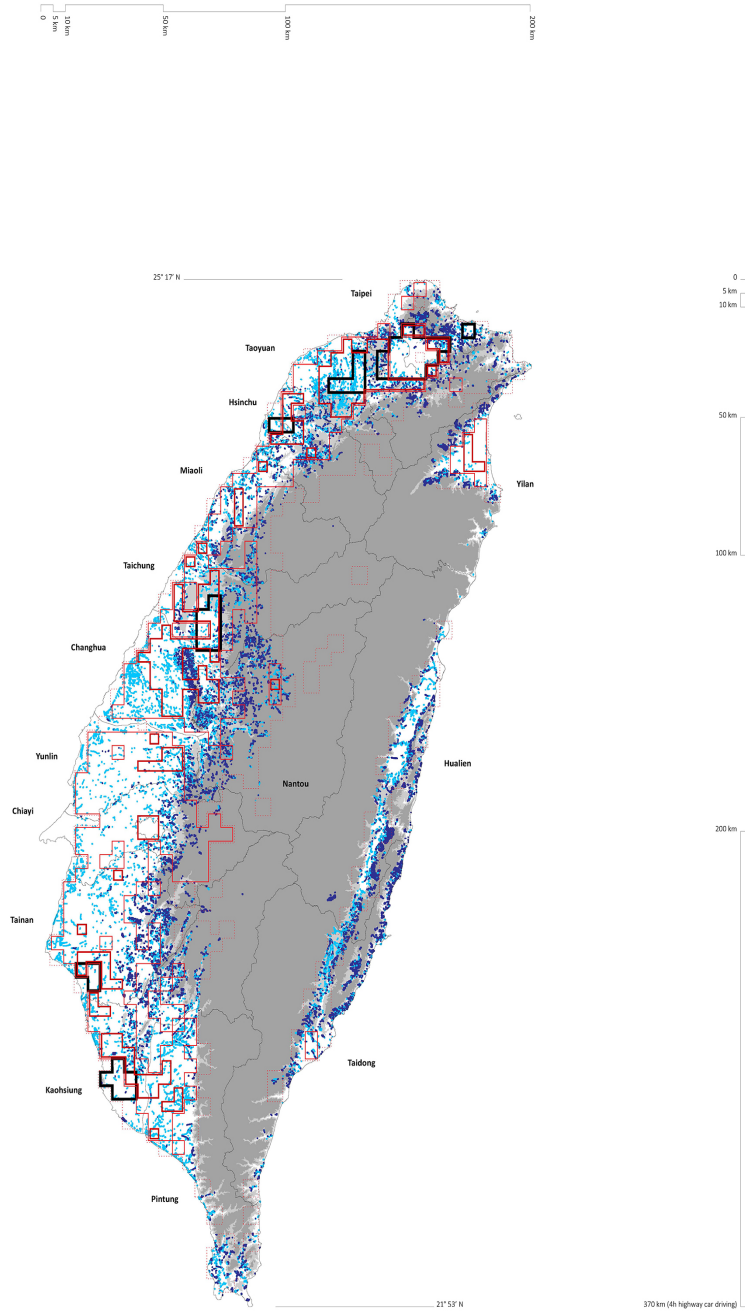 0
5 km
10 km
50 km
100 km
200 km
25° 17´ N
0
5 km
10 km
Taipei
Taoyuan
Hsinchu
50 km
Miaoli
Yilan
100 km
Taichung
Changhua
Yunlin
Hualien
Nantou
Chiayi
200 km
Tainan
Taidong
Kaohsiung
Pintung
21° 53´ N
370 km (4h highway car driving)